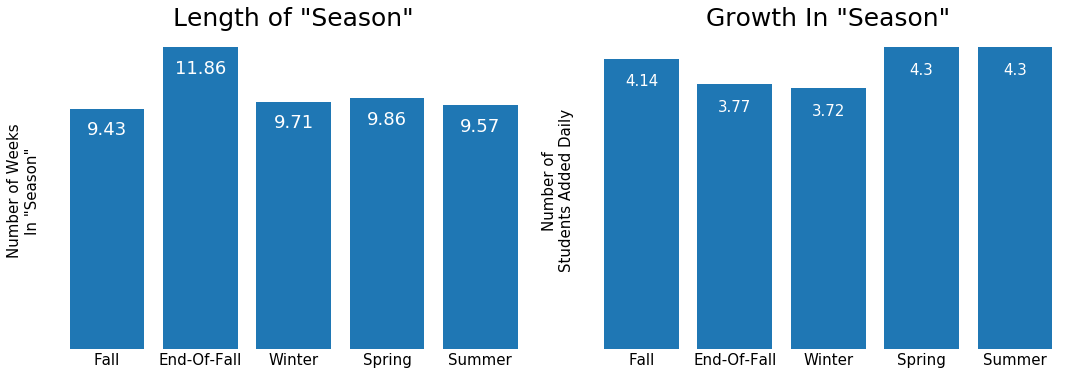 Length of "Season"
Number of Weeks
In "Season"
9.43
11.86
9.71
9.86
9.57
Fall
End-Of-Fall
Winter
Spring
Summer
Growth In "Season"
Number of
Students Added Daily
4.14
3.77
3.72
4.3
4.3
Fall
End-Of-Fall
Winter
Spring
Summer